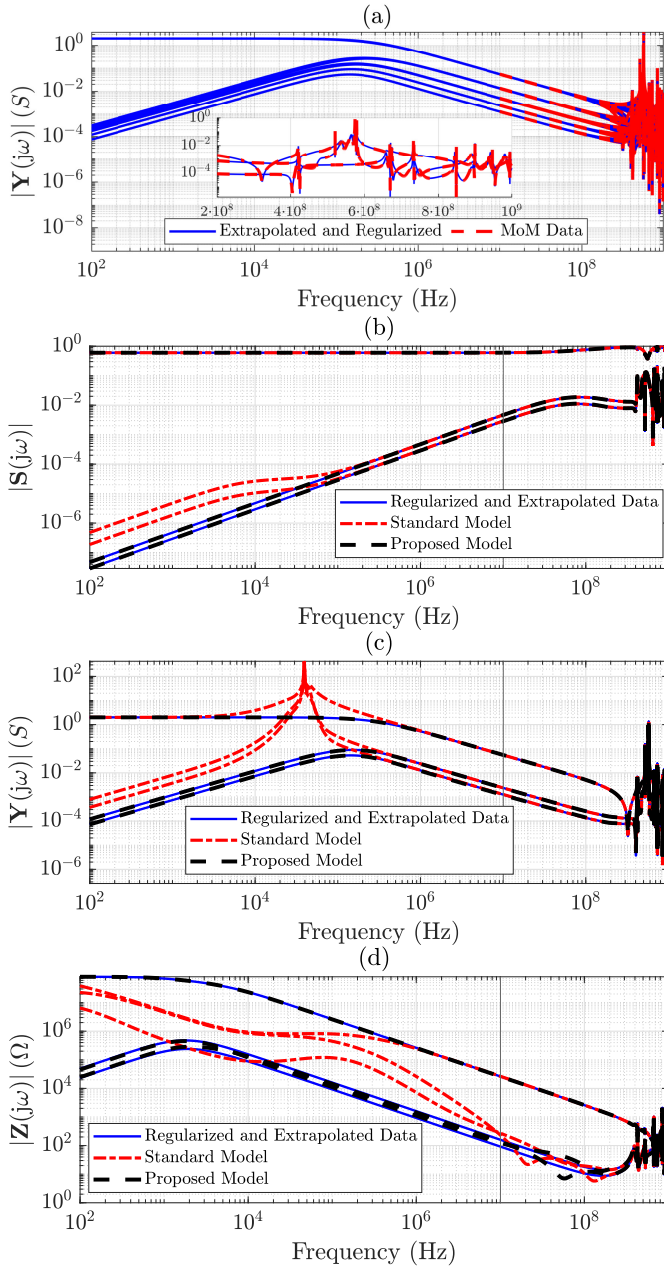 (a)
|Y(jω)| (S)
10^0
10^-2
10^-4
10^-6
10^-8
10^0
10^-2
10^-4
2·10^8
4·10^8
6·10^8
8·10^8
10^9
Extrapolated and Regularized
MoM Data
10^2
10^4
10^6
10^8
Frequency (Hz)
(b)
|S(jω)|
10^0
10^-2
10^-4
10^-6
Regularized and Extrapolated Data
Standard Model
Proposed Model
10^2
10^4
10^6
10^8
Frequency (Hz)
(c)
|Y(jω)| (S)
10^2
10^0
10^-2
10^-4
10^-6
Regularized and Extrapolated Data
Standard Model
Proposed Model
10^2
10^4
10^6
10^8
Frequency (Hz)
(d)
|Z(jω)| (Ω)
10^6
10^4
10^2
10^0
Regularized and Extrapolated Data
Standard Model
Proposed Model
10^2
10^4
10^6
10^8
Frequency (Hz)